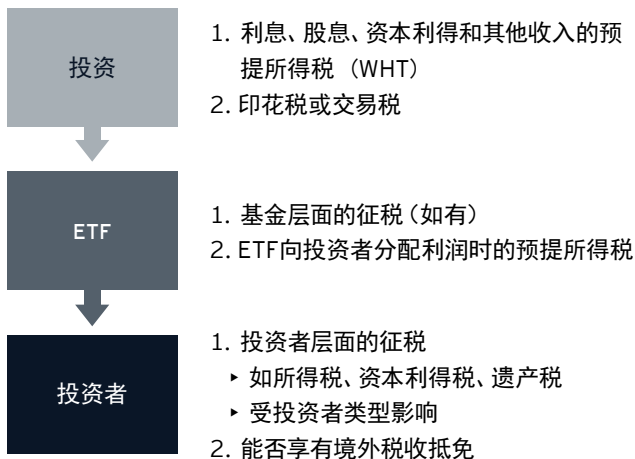 投资
1. 利息、股息、资本利得和其他收入的预
提所得税 (WHT)
2. 印花税或交易税
ETF
1. 基金层面的征税（如有）
2. ETF向投资者分配利润时的预提所得税
投资者
1. 投资者层面的征税
▸ 如所得税、资本利得税、遗产税
▸ 受投资者类型影响
2. 能否享有境外税收抵免